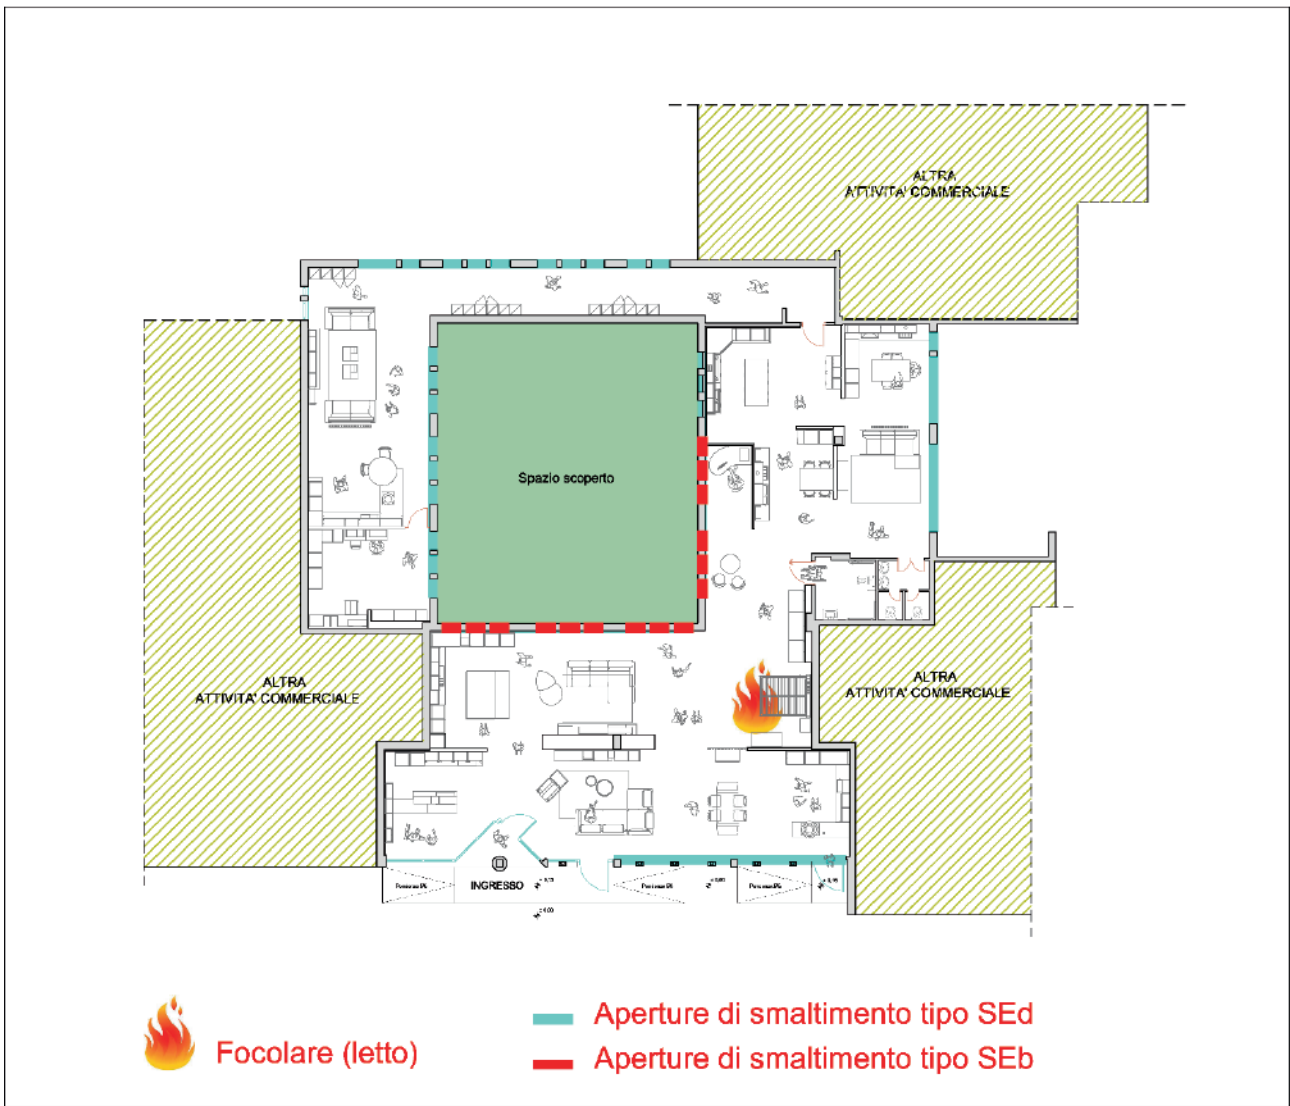 ALTRA
ATTIVITA' COMMERCIALE
Spazio scoperto
ALTRA
ATTIVITA' COMMERCIALE
ALTRA
ATTIVITA' COMMERCIALE
INGRESSO
Focolare (letto)
Aperture di smaltimento tipo SEd
Aperture di smaltimento tipo SEb